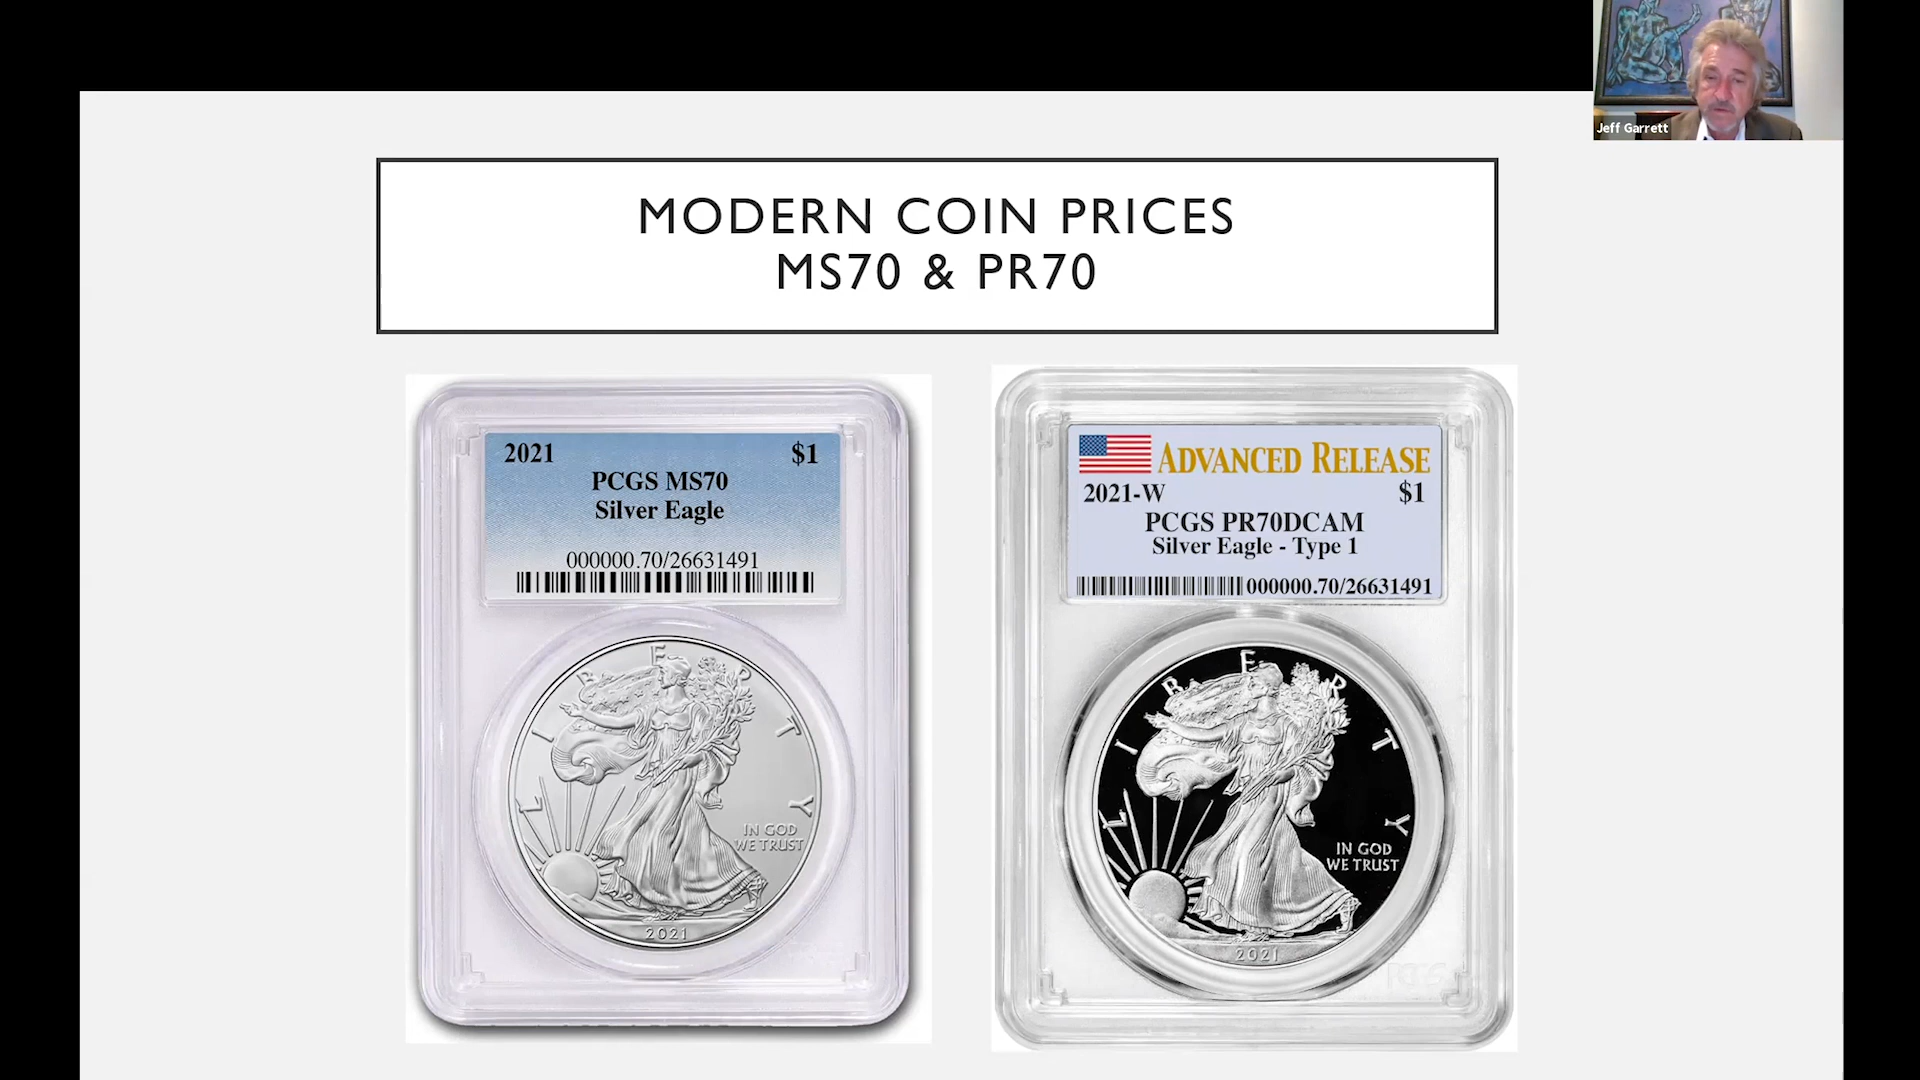 Jeff Garrett
MODERN COIN PRICES
MS70 & PR70
2021 $1
PCGS MS70
Silver Eagle
000000.70/26631491
LIBERTY
IN GOD
WE TRUST
2021
ADVANCED RELEASE
2021-W $1
PCGS PR70DCAM
Silver Eagle - Type 1
000000.70/26631491
LIBERTY
IN GOD
WE TRUST
2021
PCGS